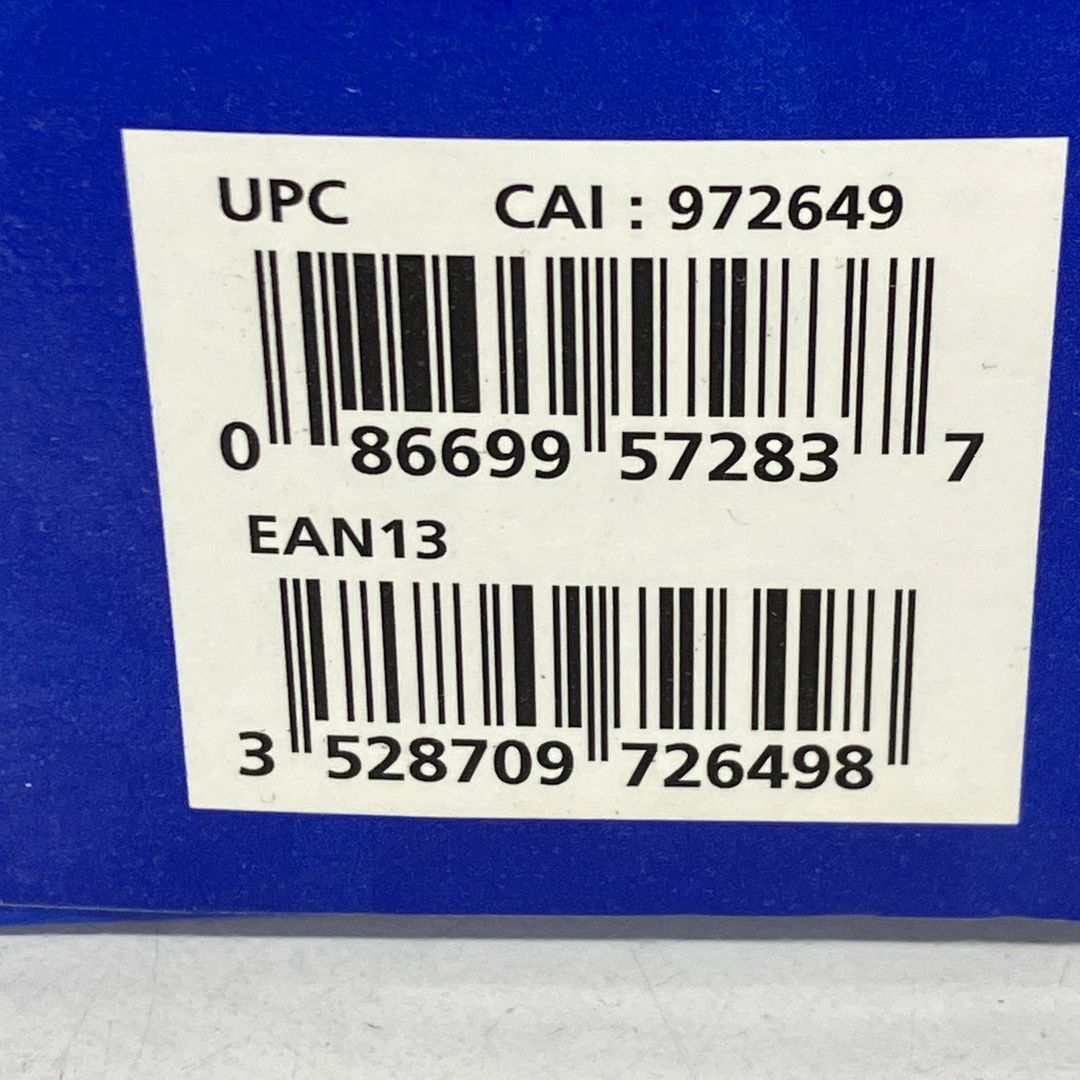 UPC CAI : 972649
0 86699 57283 7
EAN13
3 528709 726498